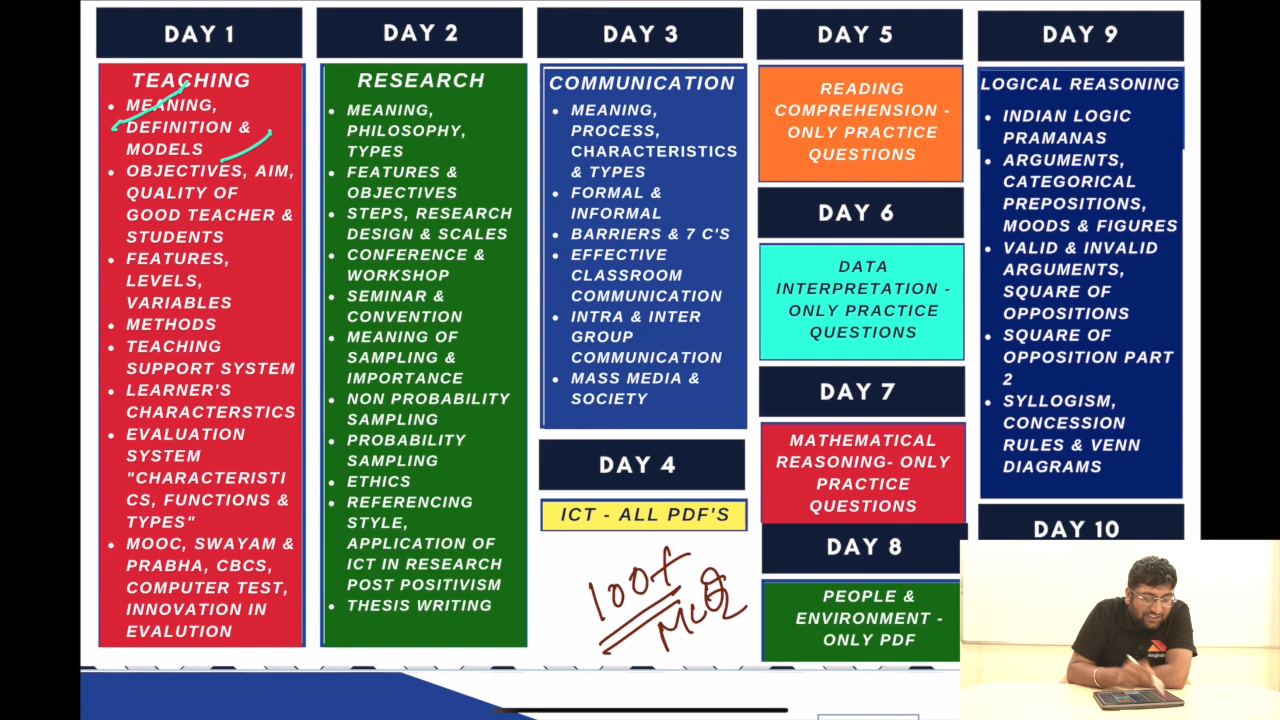 DAY 1
TEACHING
• MEANING,
DEFINITION &
MODELS
• OBJECTIVES, AIM,
QUALITY OF
GOOD TEACHER &
STUDENTS
• FEATURES,
LEVELS,
VARIABLES
• METHODS
• TEACHING
SUPPORT SYSTEM
• LEARNER'S
CHARACTERSTICS
• EVALUATION
SYSTEM
"CHARACTERISTI
CS, FUNCTIONS &
TYPES"
• MOOC, SWAYAM &
PRABHA, CBCS,
COMPUTER TEST,
INNOVATION IN
EVALUTION
DAY 2
RESEARCH
• MEANING,
PHILOSOPHY,
TYPES
• FEATURES &
OBJECTIVES
• STEPS, RESEARCH
DESIGN & SCALES
• CONFERENCE &
WORKSHOP
• SEMINAR &
CONVENTION
• MEANING OF
SAMPLING &
IMPORTANCE
• NON PROBABILITY
SAMPLING
• PROBABILITY
SAMPLING
• ETHICS
• REFERENCING
STYLE,
APPLICATION OF
ICT IN RESEARCH
POST POSITIVISM
• THESIS WRITING
DAY 3
COMMUNICATION
• MEANING,
PROCESS,
CHARACTERISTICS
& TYPES
• FORMAL &
INFORMAL
• BARRIERS & 7 C'S
• EFFECTIVE
CLASSROOM
COMMUNICATION
• INTRA & INTER
GROUP
COMMUNICATION
• MASS MEDIA &
SOCIETY
DAY 4
ICT - ALL PDF'S
100+
MCQ
DAY 5
READING
COMPREHENSION -
ONLY PRACTICE
QUESTIONS
DAY 6
DATA
INTERPRETATION -
ONLY PRACTICE
QUESTIONS
DAY 7
MATHEMATICAL
REASONING- ONLY
PRACTICE
QUESTIONS
DAY 8
PEOPLE &
ENVIRONMENT -
ONLY PDF
DAY 9
LOGICAL REASONING
• INDIAN LOGIC
PRAMANAS
• ARGUMENTS,
CATEGORICAL
PREPOSITIONS,
MOODS & FIGURES
• VALID & INVALID
ARGUMENTS,
SQUARE OF
OPPOSITIONS
• SQUARE OF
OPPOSITION PART
2
• SYLLOGISM,
CONCESSION
RULES & VENN
DIAGRAMS
DAY 10